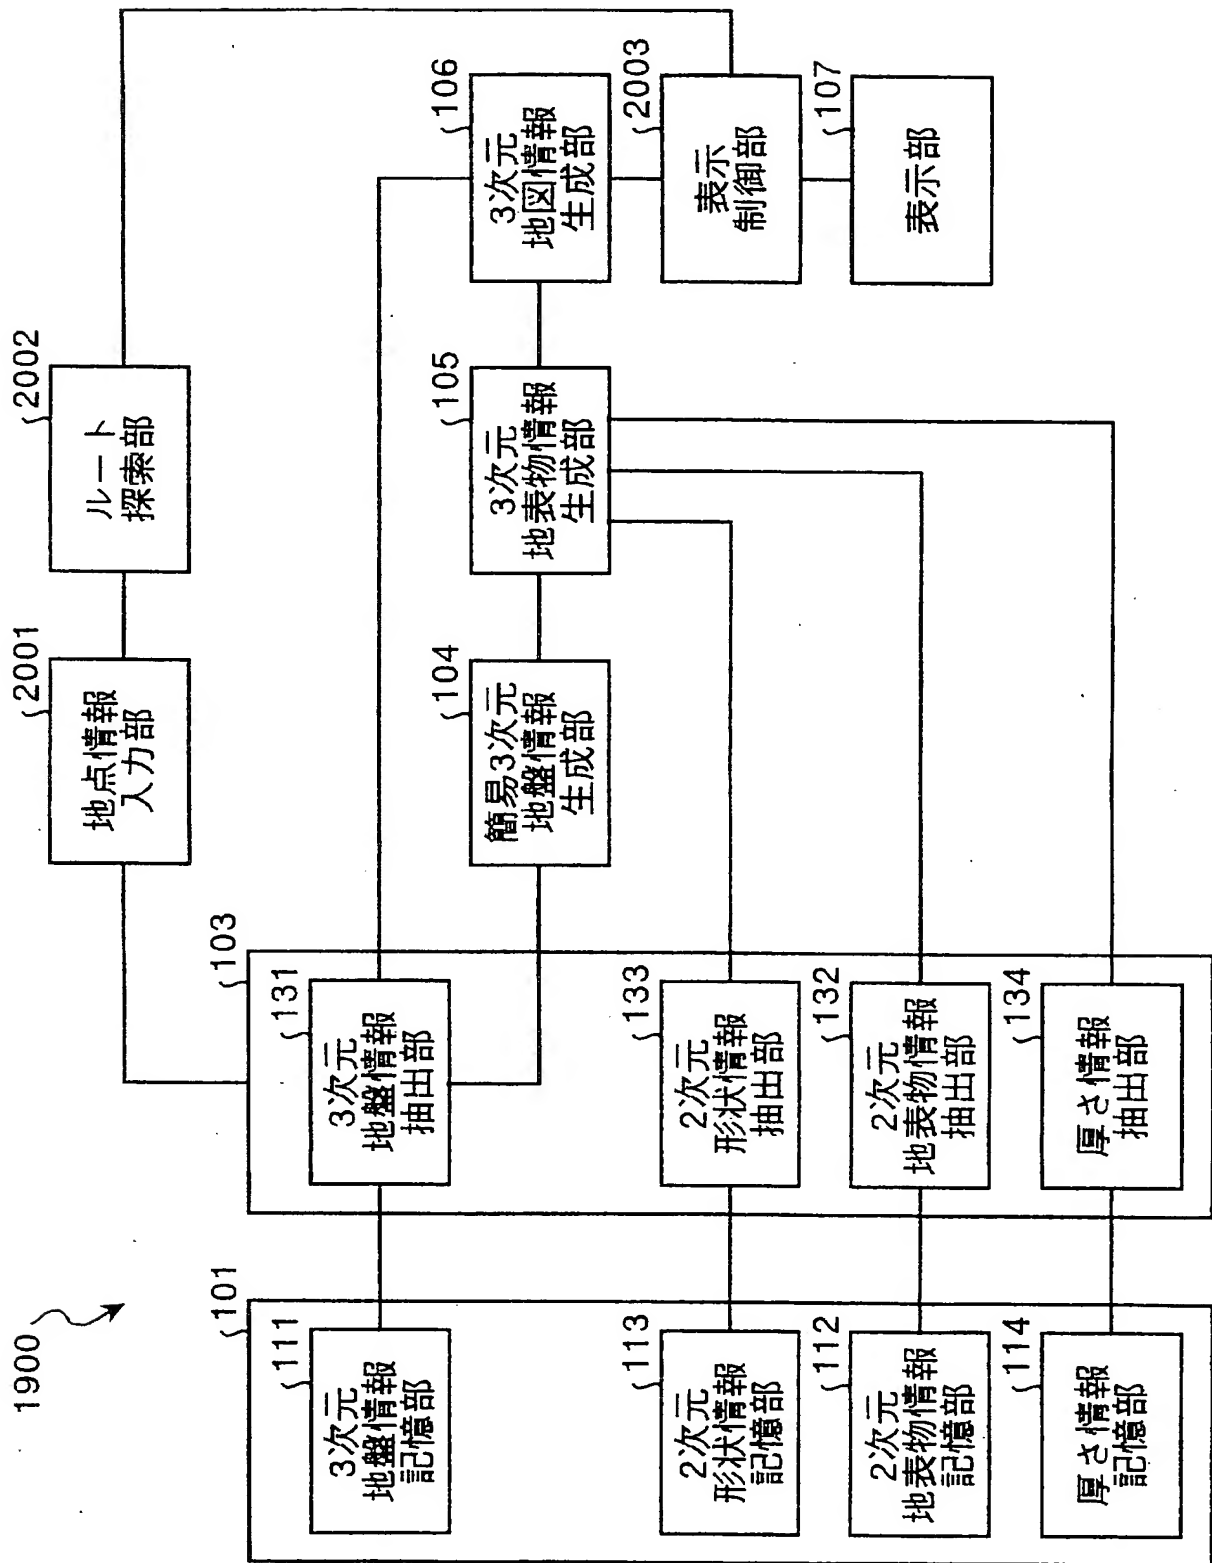 1900
101
111
3次元
地盤情報
記憶部
113
2次元
形状情報
記憶部
112
2次元
地表物情報
記憶部
114
厚さ情報
記憶部
103
131
3次元
地盤情報
抽出部
133
2次元
形状情報
抽出部
132
2次元
地表物情報
抽出部
134
厚さ情報
抽出部
2001
地点情報
入力部
104
簡易3次元
地盤情報
生成部
2002
ルート
探索部
105
3次元
地表物情報
生成部
106
3次元
地図情報
生成部
2003
表示
制御部
107
表示部